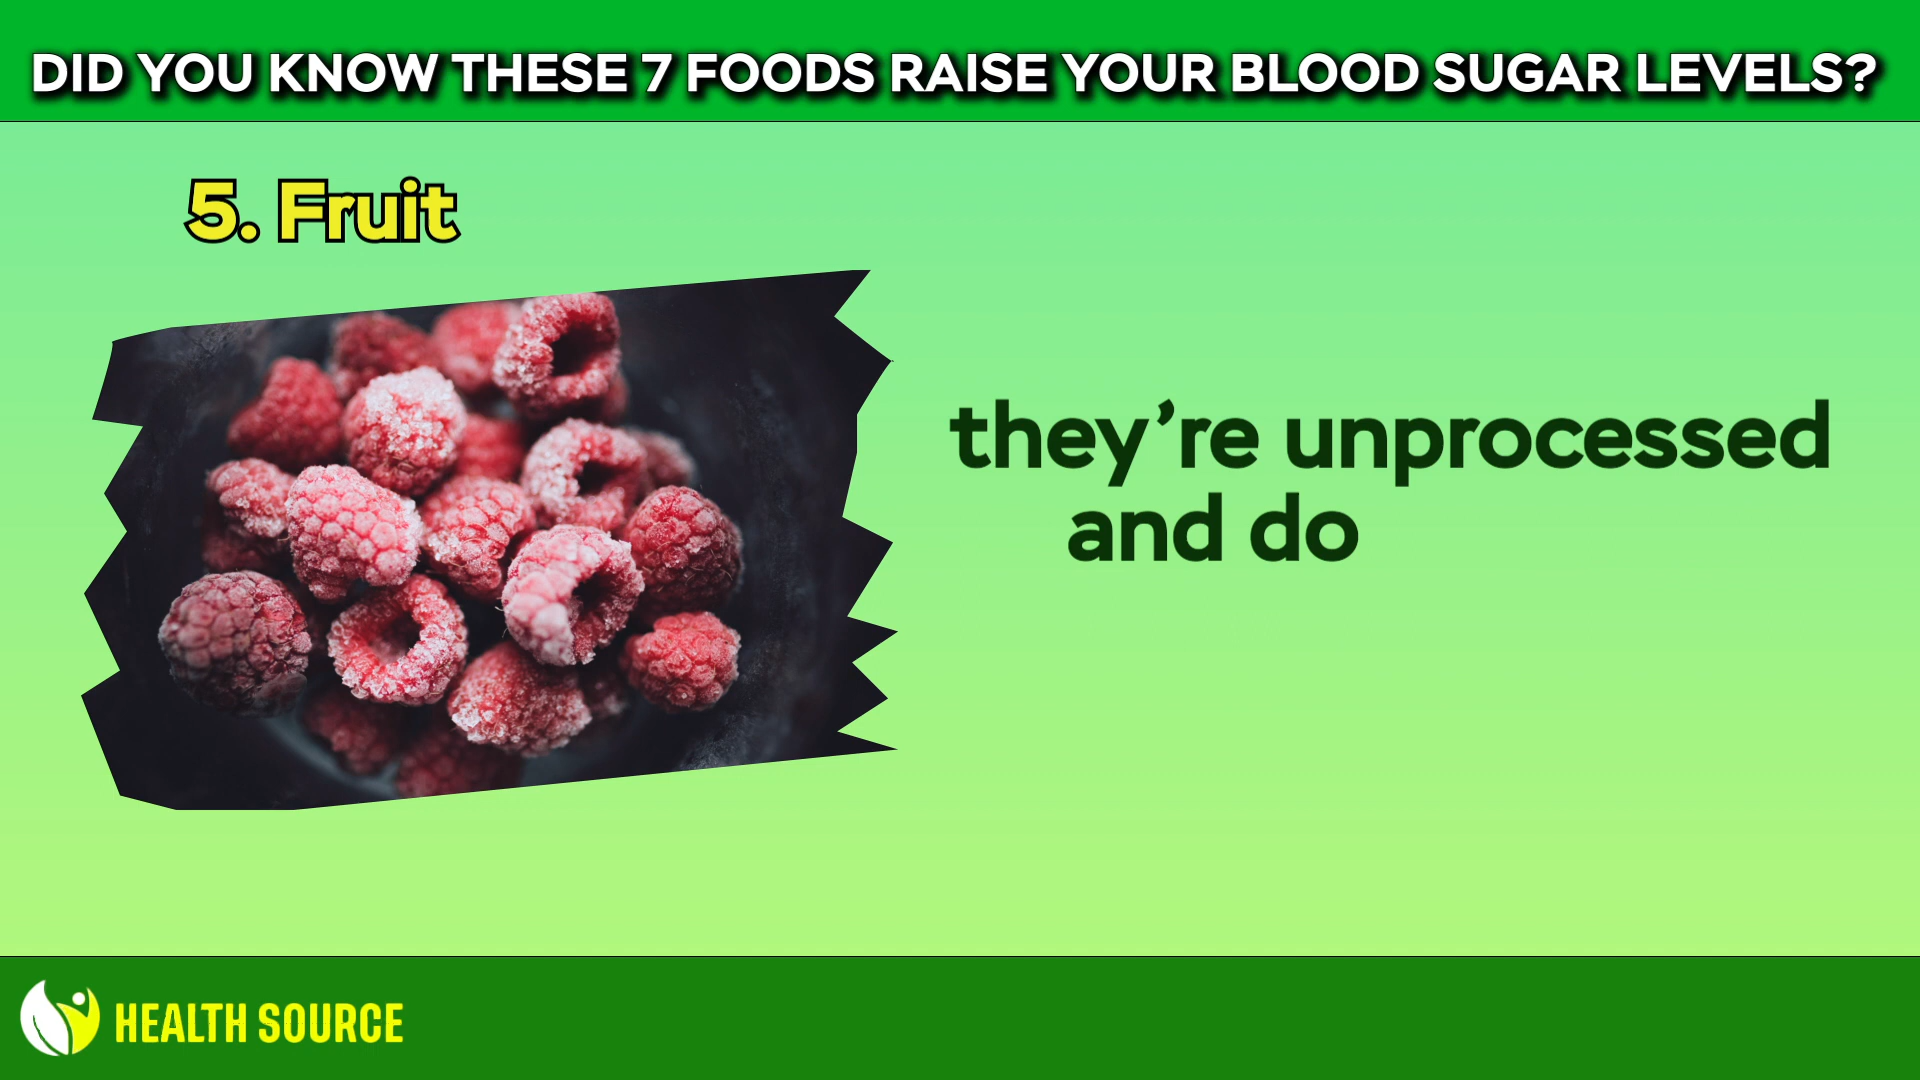 DID YOU KNOW THESE 7 FOODS RAISE YOUR BLOOD SUGAR LEVELS?
5. Fruit
they’re unprocessed
and do
HEALTH SOURCE